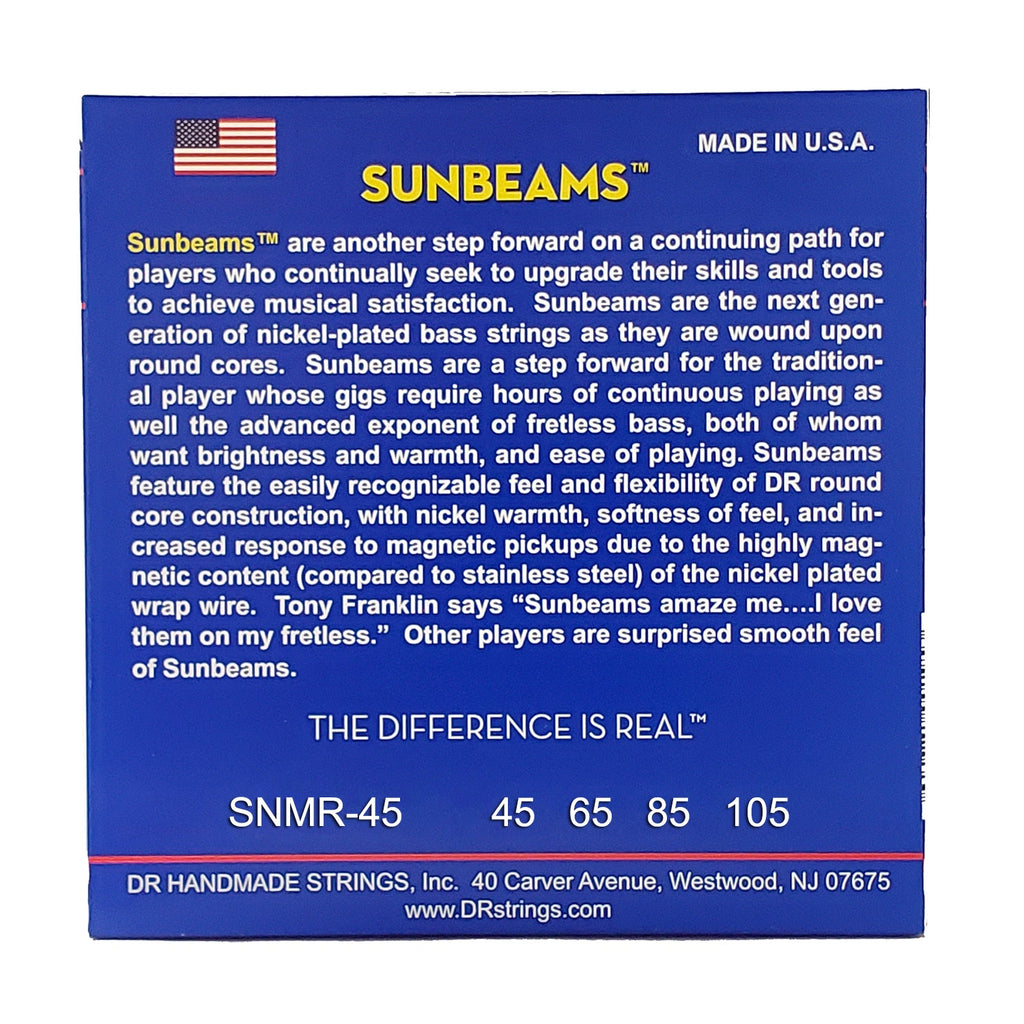 MADE IN U.S.A.
SUNBEAMS™
Sunbeams™ are another step forward on a continuing path for
players who continually seek to upgrade their skills and tools
to achieve musical satisfaction.  Sunbeams are the next gen-
eration of nickel-plated bass strings as they are wound upon
round cores.  Sunbeams are a step forward for the tradition-
al player whose gigs require hours of continuous playing as
well the advanced exponent of fretless bass, both of whom
want brightness and warmth, and ease of playing. Sunbeams
feature the easily recognizable feel and flexibility of DR round
core construction, with nickel warmth, softness of feel, and in-
creased response to magnetic pickups due to the highly mag-
netic content (compared to stainless steel) of the nickel plated
wrap wire.  Tony Franklin says “Sunbeams amaze me....I love
them on my fretless.”  Other players are surprised smooth feel
of Sunbeams.
THE DIFFERENCE IS REAL™
SNMR-45 45 65 85 105
DR HANDMADE STRINGS, Inc.  40 Carver Avenue, Westwood, NJ 07675
www.DRstrings.com